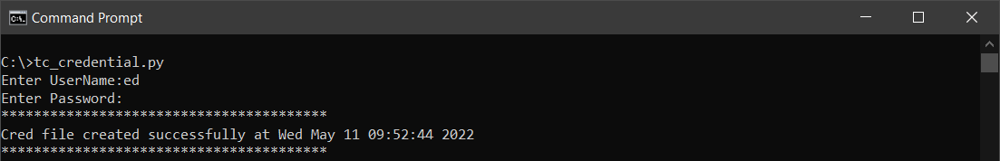 Command Prompt
C:\>tc_credential.py
Enter UserName:ed
Enter Password:
****************************************
Cred file created successfully at Wed May 11 09:52:44 2022
****************************************